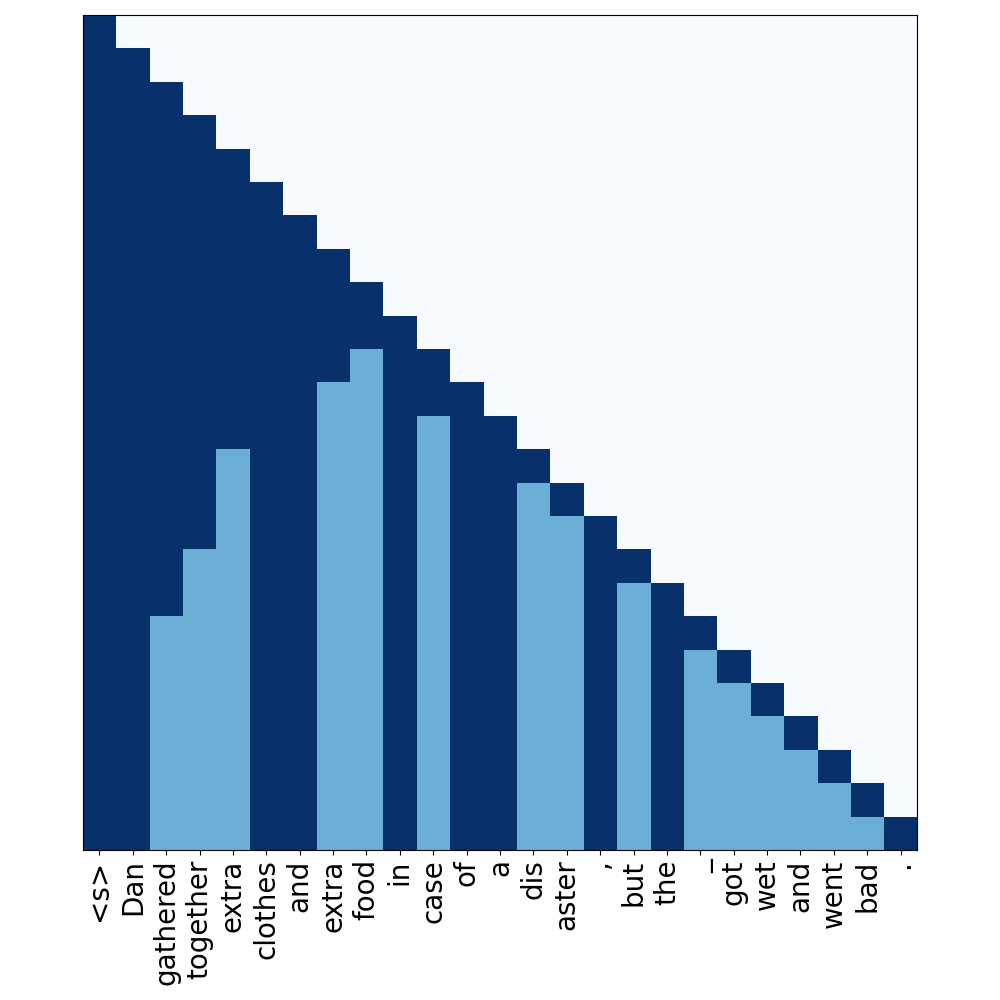 <s> Dan gathered together extra clothes and extra food in case of a dis aster , but the _ got wet and went bad .